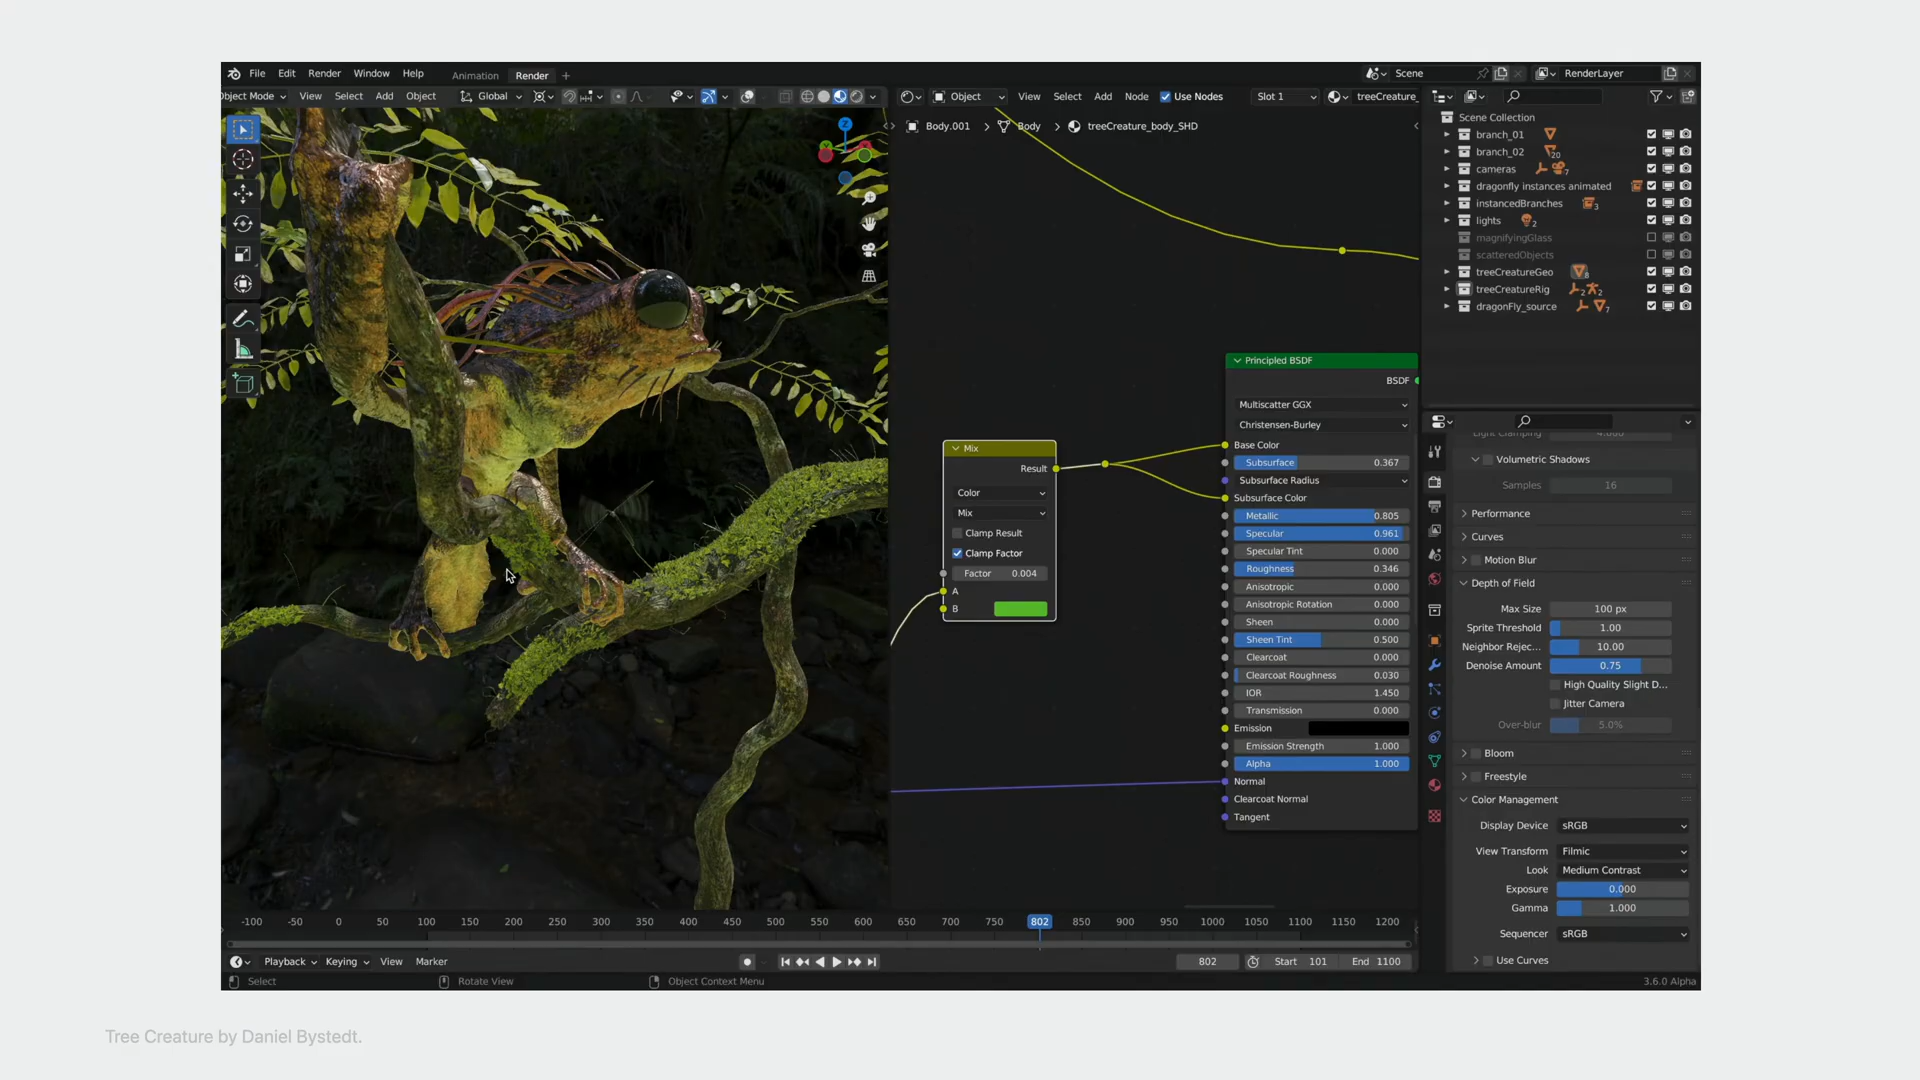 File Edit Render Window Help Animation Render + Scene RenderLayer
Object Mode View Select Add Object Global Object View Select Add Node Use Nodes Slot 1 treeCreature_
Body.001 > Body > treeCreature_body_SHD
Z
Scene Collection
branch_01
branch_02 20
cameras 7
dragonfly instances animated
instancedBranches 3
lights 2
magnifyingGlass
scatteredObjects
treeCreatureGeo 8
treeCreatureRig 2 2
dragonFly_source 7
Mix
Result
Color
Mix
Clamp Result
Clamp Factor
Factor 0.004
A
B
Principled BSDF
BSDF
Multiscatter GGX
Christensen-Burley
Base Color
Subsurface 0.367
Subsurface Radius
Subsurface Color
Metallic 0.805
Specular 0.961
Specular Tint 0.000
Roughness 0.346
Anisotropic 0.000
Anisotropic Rotation 0.000
Sheen 0.000
Sheen Tint 0.500
Clearcoat 0.000
Clearcoat Roughness 0.030
IOR 1.450
Transmission 0.000
Emission
Emission Strength 1.000
Alpha 1.000
Normal
Clearcoat Normal
Tangent
Light Clamping
Volumetric Shadows
Samples 16
Performance
Curves
Motion Blur
Depth of Field
Max Size 100 px
Sprite Threshold 1.00
Neighbor Rejec... 10.00
Denoise Amount 0.75
High Quality Slight D...
Jitter Camera
Over-blur 5.0%
Bloom
Freestyle
Color Management
Display Device sRGB
View Transform Filmic
Look Medium Contrast
Exposure 0.000
Gamma 1.000
Sequencer sRGB
Use Curves
-100 -50 0 50 100 150 200 250 300 350 400 450 500 550 600 650 700 750 802 850 900 950 1000 1050 1100 1150 1200
Playback Keying View Marker 802 Start 101 End 1100
Select Rotate View Object Context Menu 3.6.0 Alpha
Tree Creature by Daniel Bystedt.